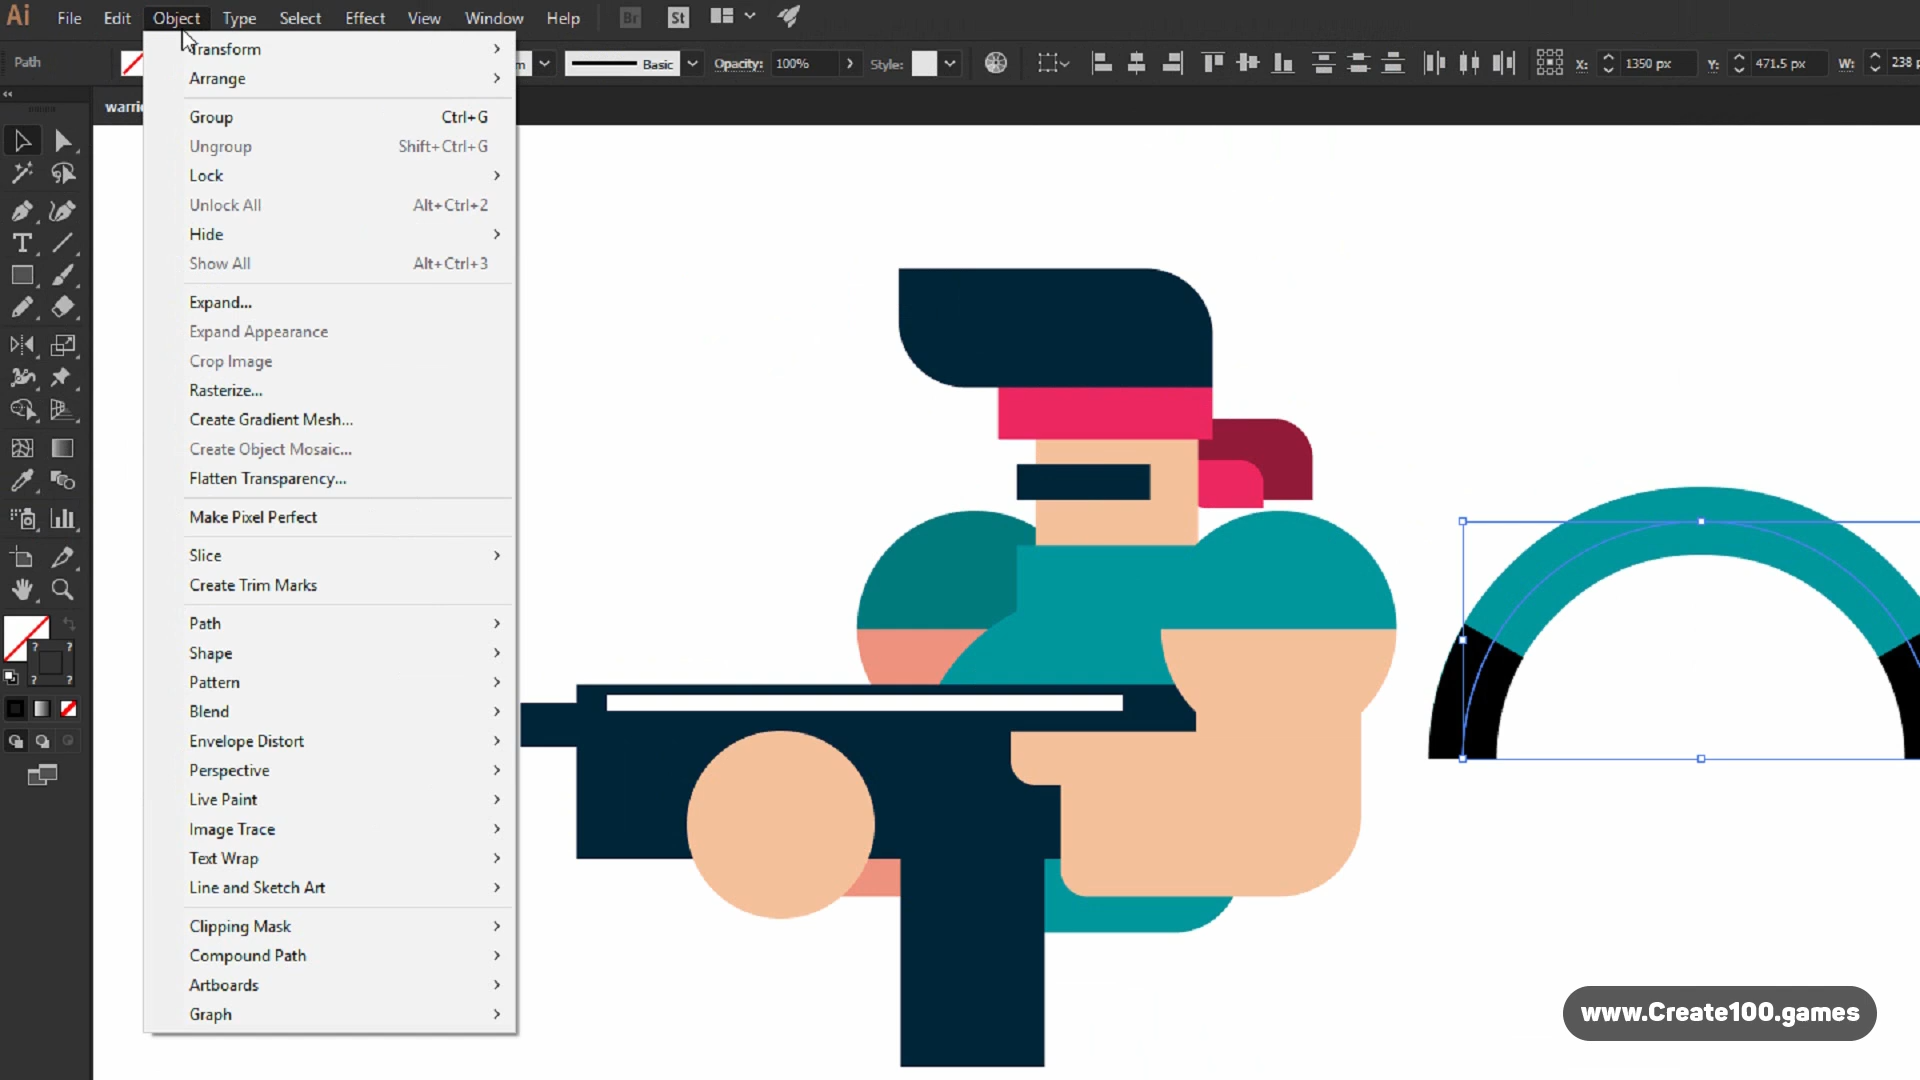 Ai File Edit Object Type Select Effect View Window Help Br St
Path Basic Opacity: 100% Style: X: 1350 px Y: 471.5 px W: 238
Transform
Arrange
Group Ctrl+G
Ungroup Shift+Ctrl+G
Lock
Unlock All Alt+Ctrl+2
Hide
Show All Alt+Ctrl+3
Expand...
Expand Appearance
Crop Image
Rasterize...
Create Gradient Mesh...
Create Object Mosaic...
Flatten Transparency...
Make Pixel Perfect
Slice
Create Trim Marks
Path
Shape
Pattern
Blend
Envelope Distort
Perspective
Live Paint
Image Trace
Text Wrap
Line and Sketch Art
Clipping Mask
Compound Path
Artboards
Graph
www.Create100.games